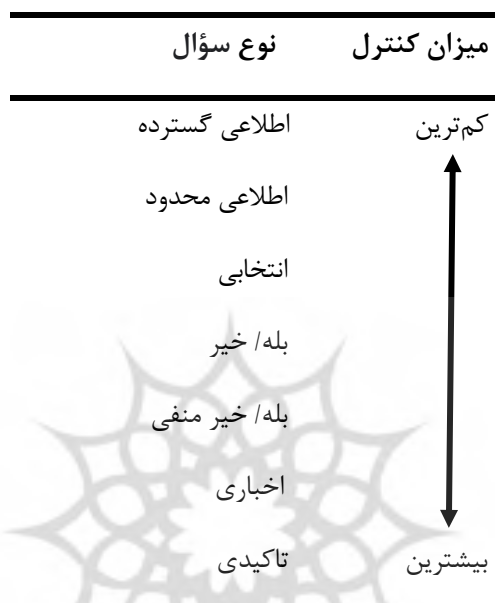 میزان کنترل نوع سؤال
کم‌ترین اطلاعی گسترده
اطلاعی محدود
انتخابی
بله/ خیر
بله/ خیر منفی
اخباری
بیشترین تاکیدی